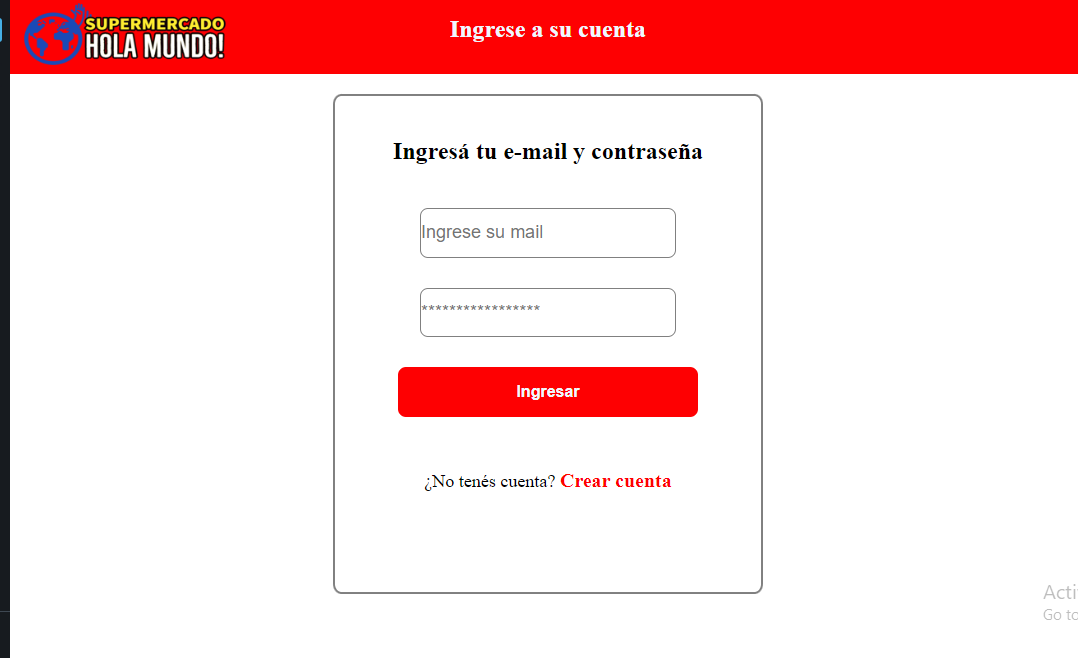 SUPERMERCADO
HOLA MUNDO!
Ingrese a su cuenta
Ingresá tu e-mail y contraseña
Ingrese su mail
*****************
Ingresar
¿No tenés cuenta? Crear cuenta
Acti
Go to